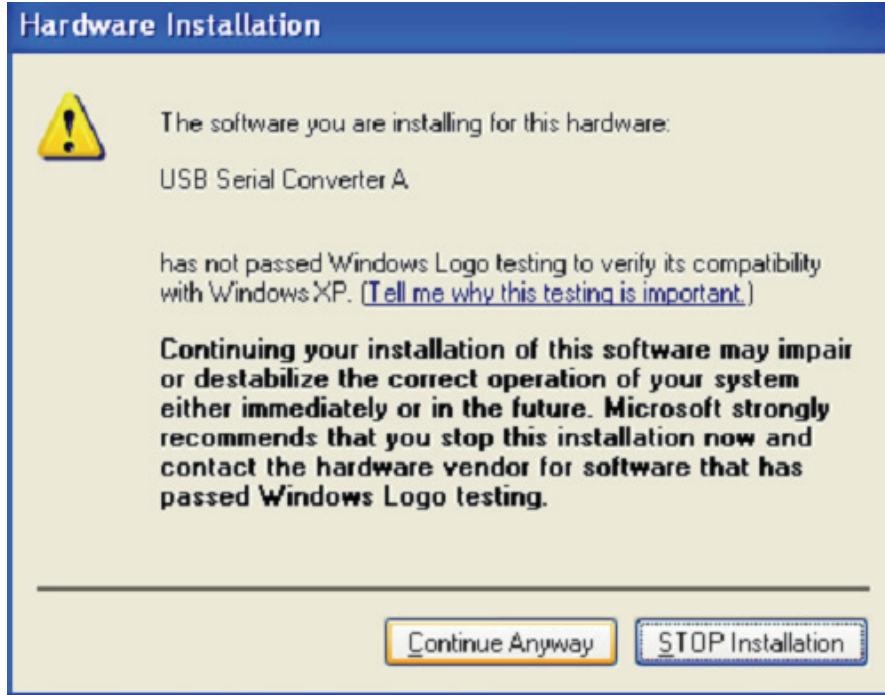 Hardware Installation
The software you are installing for this hardware:
USB Serial Converter A
has not passed Windows Logo testing to verify its compatibility
with Windows XP. (Tell me why this testing is important.)
Continuing your installation of this software may impair
or destabilize the correct operation of your system
either immediately or in the future. Microsoft strongly
recommends that you stop this installation now and
contact the hardware vendor for software that has
passed Windows Logo testing.
Continue Anyway
STOP Installation